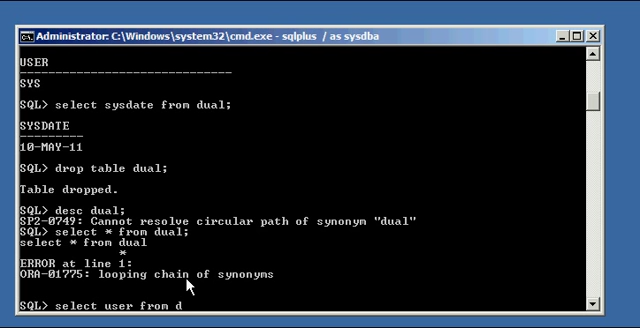 Administrator: C:\Windows\system32\cmd.exe - sqlplus / as sysdba
USER
------------------------------
SYS
SQL> select sysdate from dual;
SYSDATE
---------
10-MAY-11
SQL> drop table dual;
Table dropped.
SQL> desc dual;
SP2-0749: Cannot resolve circular path of synonym "dual"
SQL> select * from dual;
select * from dual
*
ERROR at line 1:
ORA-01775: looping chain of synonyms
SQL> select user from d